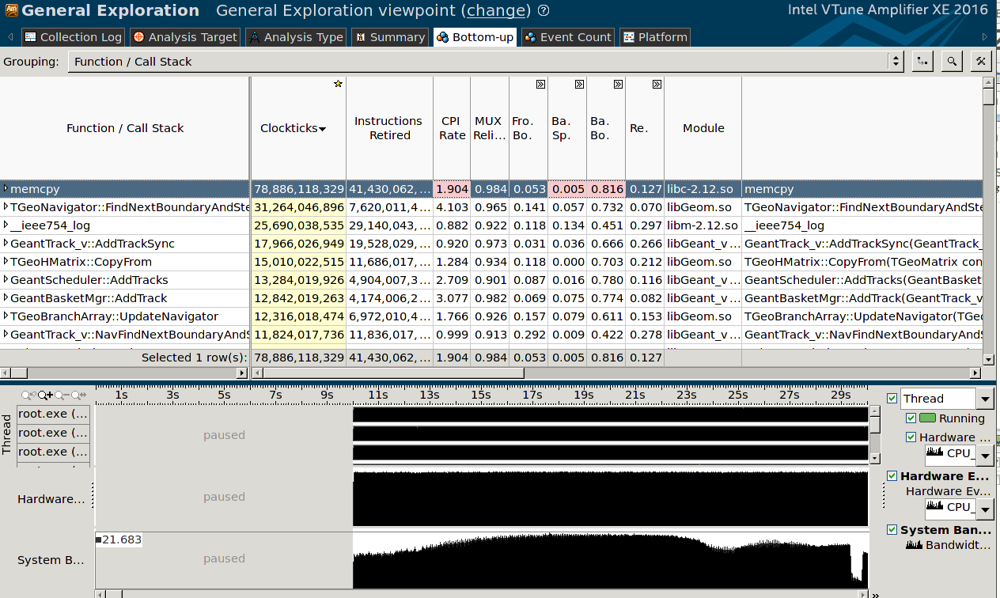 Am General Exploration General Exploration viewpoint (change) ? Intel VTune Amplifier XE 2016
Collection Log Analysis Target Analysis Type Summary Bottom-up Event Count Platform
Grouping: Function / Call Stack
Function / Call Stack Clockticks Instructions Retired CPI Rate MUX Reli... Fro. Bo. Ba. Sp. Ba. Bo. Re. Module
memcpy 78,886,118,329 41,430,062,... 1.904 0.984 0.053 0.005 0.816 0.127 libc-2.12.so memcpy
TGeoNavigator::FindNextBoundaryAndSte 31,264,046,896 7,620,011,4... 4.103 0.965 0.141 0.057 0.732 0.070 libGeom.so TGeoNavigator::FindNextBoundaryAndSte
__ieee754_log 25,690,038,535 29,140,043,... 0.882 0.922 0.118 0.134 0.451 0.297 libm-2.12.so __ieee754_log
GeantTrack_v::AddTrackSync 17,966,026,949 19,528,029,... 0.920 0.973 0.031 0.036 0.666 0.266 libGeant_v... GeantTrack_v::AddTrackSync(GeantTrack_
TGeoHMatrix::CopyFrom 15,010,022,515 11,686,017,... 1.284 0.934 0.118 0.000 0.703 0.212 libGeom.so TGeoHMatrix::CopyFrom(TGeoMatrix con
GeantScheduler::AddTracks 13,284,019,926 4,904,007,3... 2.709 0.901 0.087 0.016 0.780 0.116 libGeant_v... GeantScheduler::AddTracks(GeantBasket
GeantBasketMgr::AddTrack 12,842,019,263 4,174,006,2... 3.077 0.982 0.069 0.075 0.774 0.082 libGeant_v... GeantBasketMgr::AddTrack(GeantTrack_v
TGeoBranchArray::UpdateNavigator 12,316,018,474 6,972,010,4... 1.766 0.926 0.157 0.079 0.611 0.153 libGeom.so TGeoBranchArray::UpdateNavigator(TGeo
GeantTrack_v::NavFindNextBoundaryAndS 11,824,017,736 11,836,017,... 0.999 0.913 0.292 0.009 0.422 0.278 libGeant_v... GeantTrack_v::NavFindNextBoundaryAndS
Selected 1 row(s): 78,886,118,329 41,430,062,... 1.904 0.984 0.053 0.005 0.816 0.127
1s 3s 5s 7s 9s 11s 13s 15s 17s 19s 21s 23s 25s 27s 29s
Thread
root.exe (...
root.exe (...
root.exe (...
paused
Hardware...
paused
System B...
21.683
paused
Thread
Running
Hardware ...
CPU_
Hardware E...
Hardware Ev...
CPU_
System Ban...
Bandwidt...